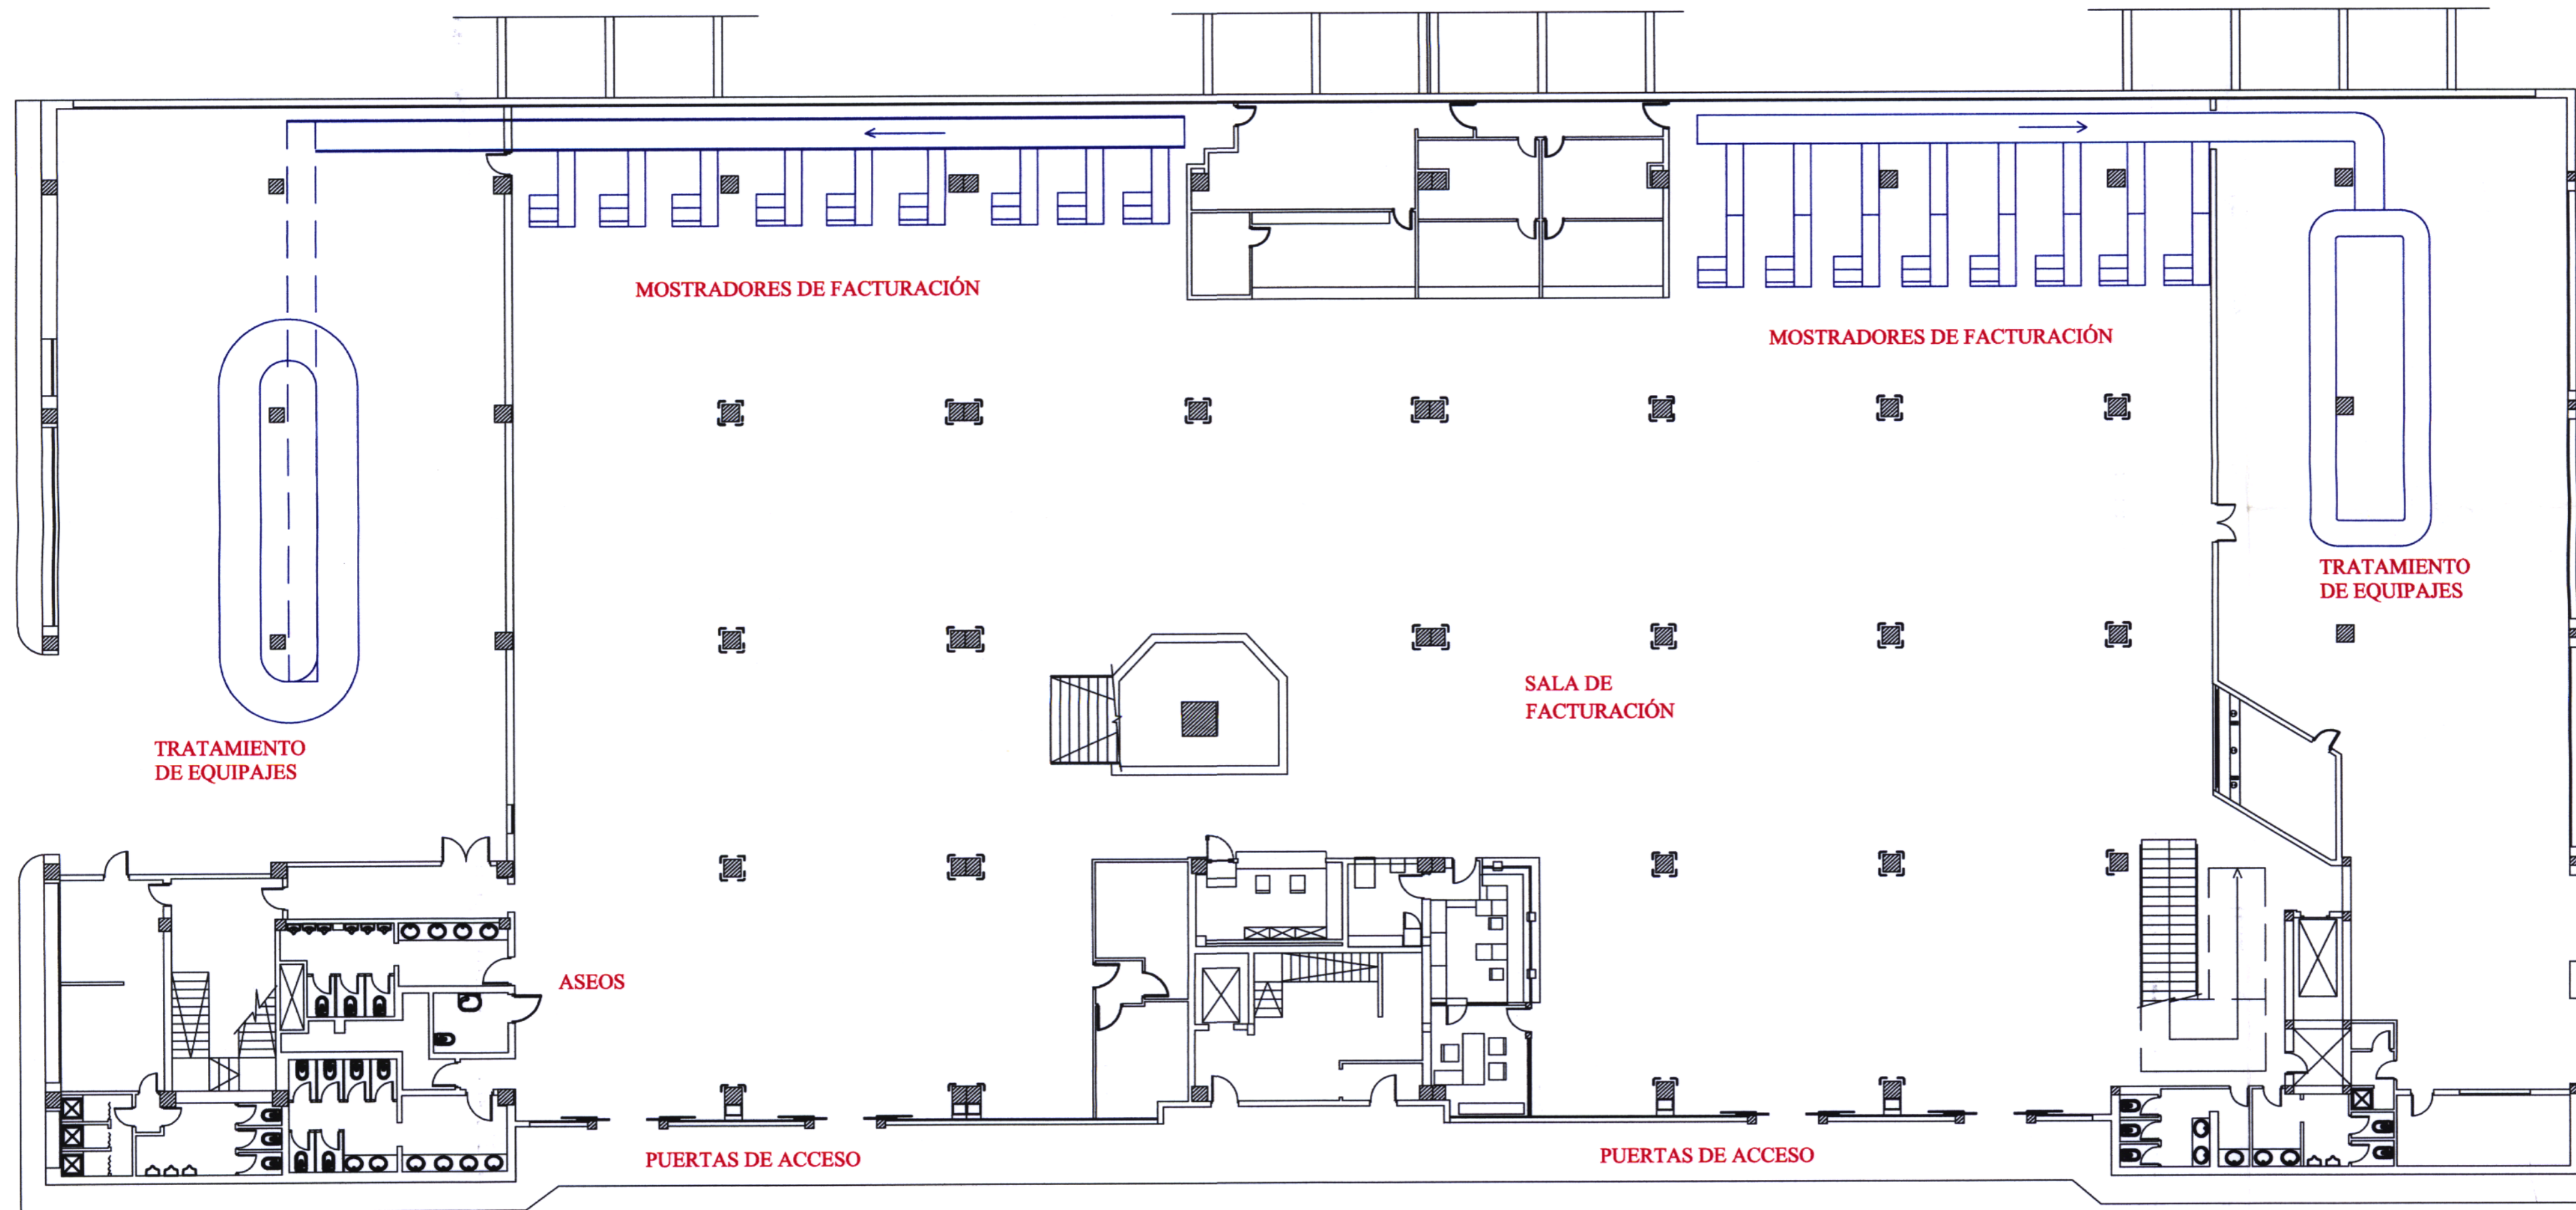 MOSTRADORES DE FACTURACIÓN
MOSTRADORES DE FACTURACIÓN
TRATAMIENTO
DE EQUIPAJES
SALA DE
FACTURACIÓN
TRATAMIENTO
DE EQUIPAJES
ASEOS
PUERTAS DE ACCESO
PUERTAS DE ACCESO